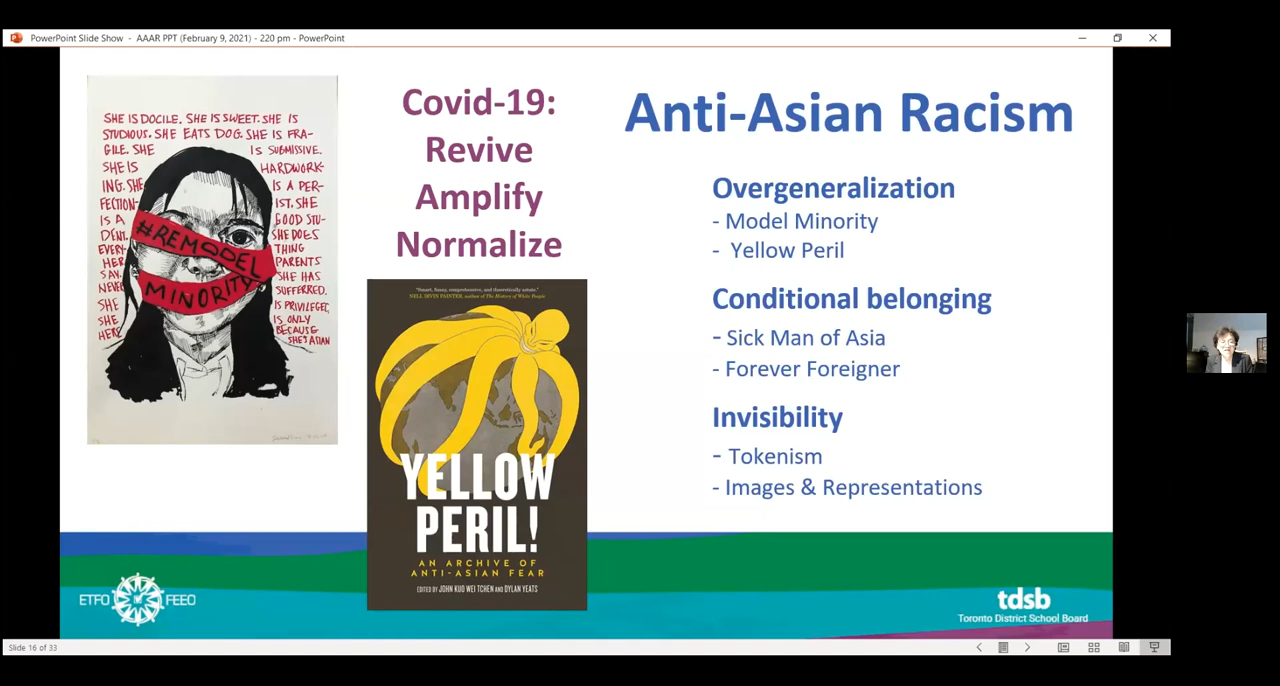 PowerPoint Slide Show - AAAR PPT (February 9, 2021) - 220 pm - PowerPoint
SHE IS DOCILE. SHE IS SWEET. SHE IS
STUDIOUS. SHE EATS DOG. SHE IS FRA-
GILE. SHE IS SUBMISSIVE.
SHE IS HARDWORK-
ING. SHE IS A PER-
FECTION- IST. SHE
IS A GOOD STU-
DENT. SHE DOES
EVERY- THING
HER PARENTS
SAY. SHE HAS
NEVER SUFFERED.
SHE IS PRIVILEGED,
SHE IS ONLY
HERE BECAUSE
SHE'S ASIAN
#REMODEL
MINORITY
Covid-19:
Revive
Amplify
Normalize
"Smart, funny, comprehensive, and theoretically astute."
NELL IRVIN PAINTER, author of The History of White People
YELLOW
PERIL!
AN ARCHIVE OF
ANTI-ASIAN FEAR
EDITED BY JOHN KUO WEI TCHEN AND DYLAN YEATS
Anti-Asian Racism
Overgeneralization
- Model Minority
- Yellow Peril
Conditional belonging
- Sick Man of Asia
- Forever Foreigner
Invisibility
- Tokenism
- Images & Representations
ETFO FEEO
tdsb
Toronto District School Board
Slide 16 of 33